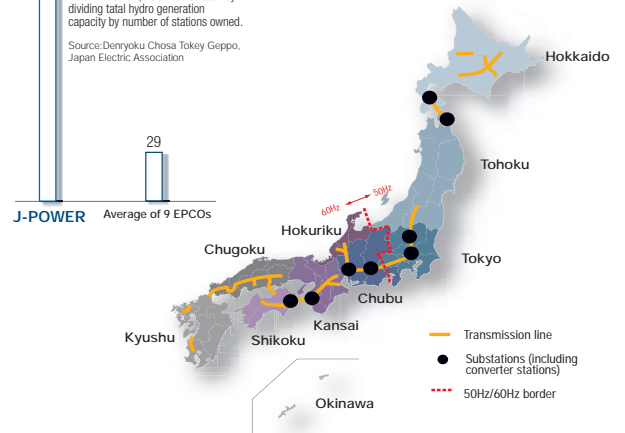 dividing tatal hydro generation
capacity by number of stations owned.
Source:Denryoku Chosa Tokey Geppo,
Japan Electric Association
29
J-POWER
Average of 9 EPCOs
Hokkaido
Tohoku
60Hz
50Hz
Hokuriku
Chugoku
Tokyo
Chubu
Kansai
Shikoku
Kyushu
Okinawa
Transmission line
Substations (including
converter stations)
50Hz/60Hz border